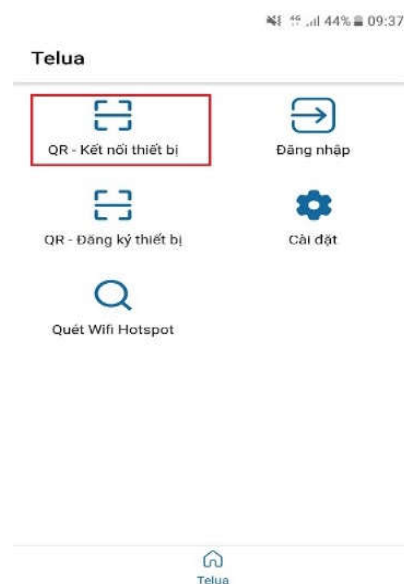 44% 09:37
Telua
QR - Kết nối thiết bị
Đăng nhập
QR - Đăng ký thiết bị
Cài đặt
Quét Wifi Hotspot
Telua